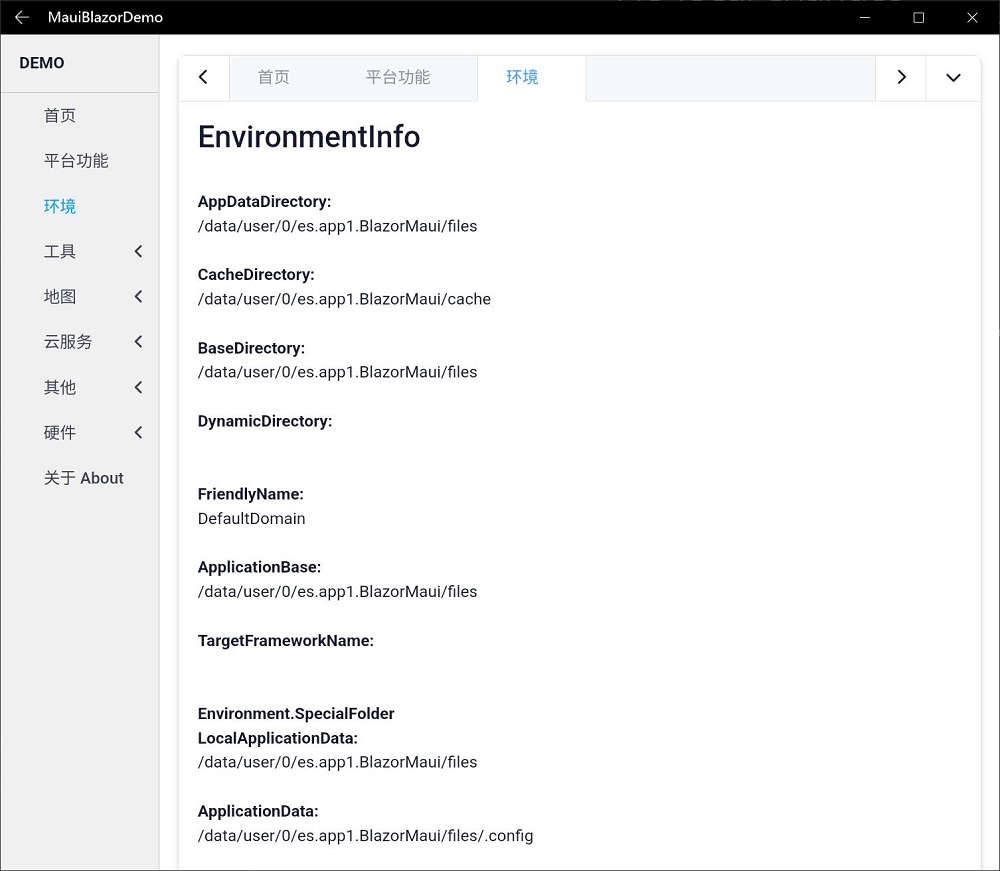 MauiBlazorDemo
DEMO
首页
平台功能
环境
工具
地图
云服务
其他
硬件
关于 About
首页
平台功能
环境
EnvironmentInfo
AppDataDirectory:
/data/user/0/es.app1.BlazorMaui/files
CacheDirectory:
/data/user/0/es.app1.BlazorMaui/cache
BaseDirectory:
/data/user/0/es.app1.BlazorMaui/files
DynamicDirectory:
FriendlyName:
DefaultDomain
ApplicationBase:
/data/user/0/es.app1.BlazorMaui/files
TargetFrameworkName:
Environment.SpecialFolder
LocalApplicationData:
/data/user/0/es.app1.BlazorMaui/files
ApplicationData:
/data/user/0/es.app1.BlazorMaui/files/.config